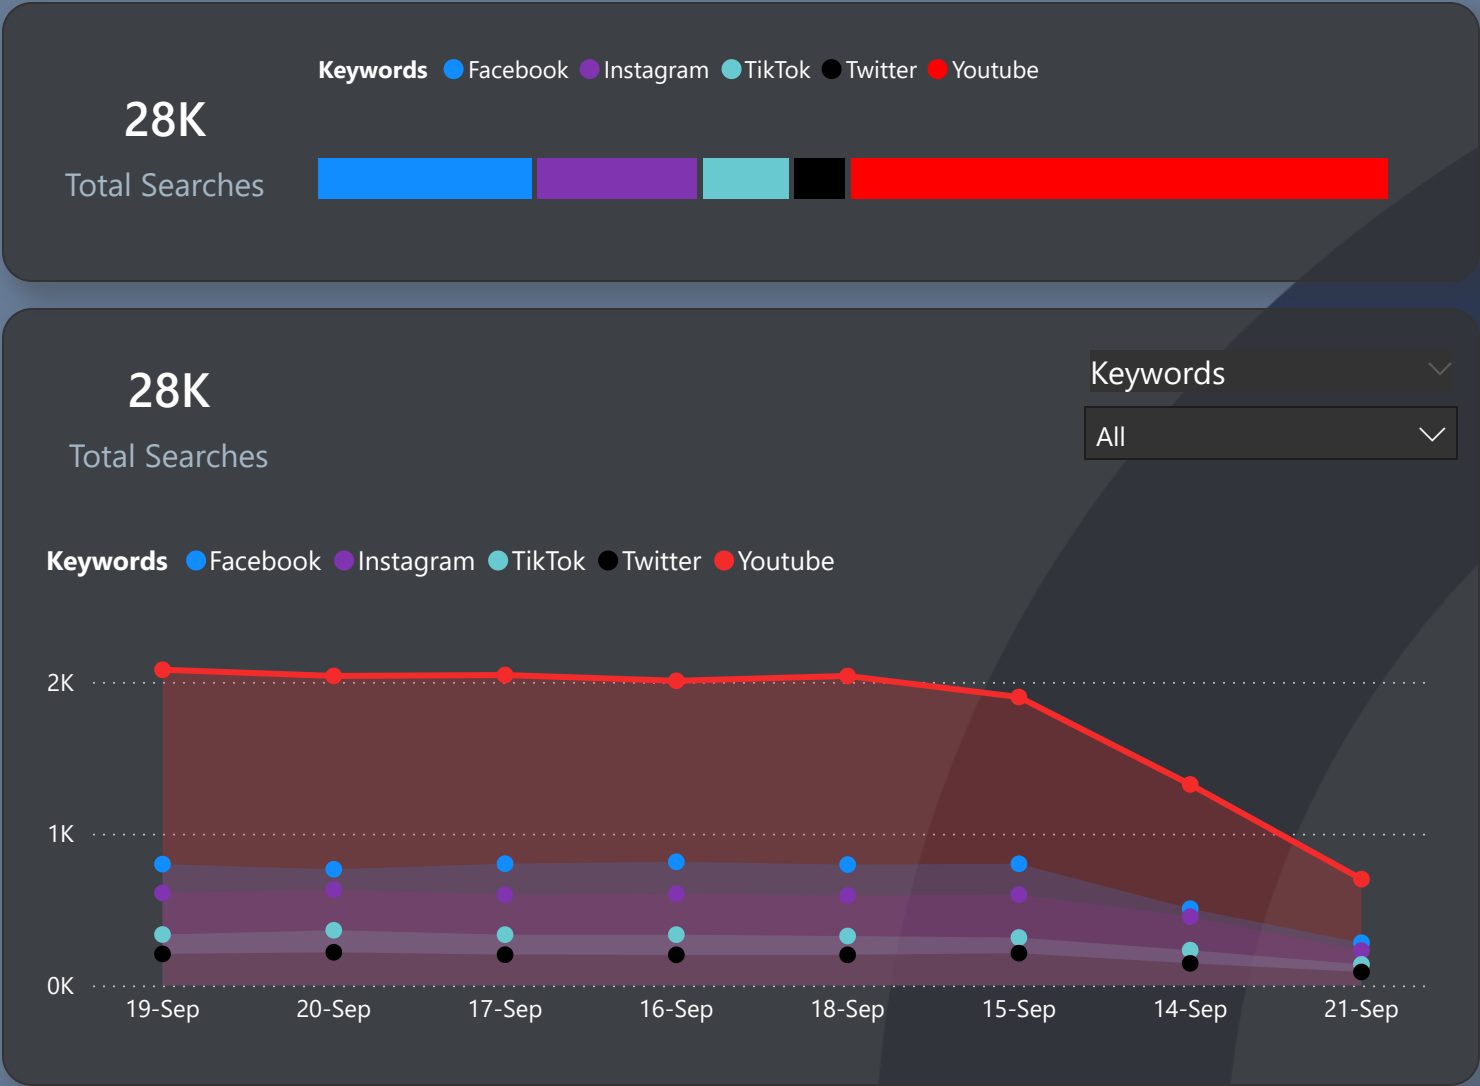 Keywords Facebook Instagram TikTok Twitter Youtube
28K
Total Searches
28K
Total Searches
Keywords
All
Keywords Facebook Instagram TikTok Twitter Youtube
2K
1K
0K
19-Sep 20-Sep 17-Sep 16-Sep 18-Sep 15-Sep 14-Sep 21-Sep